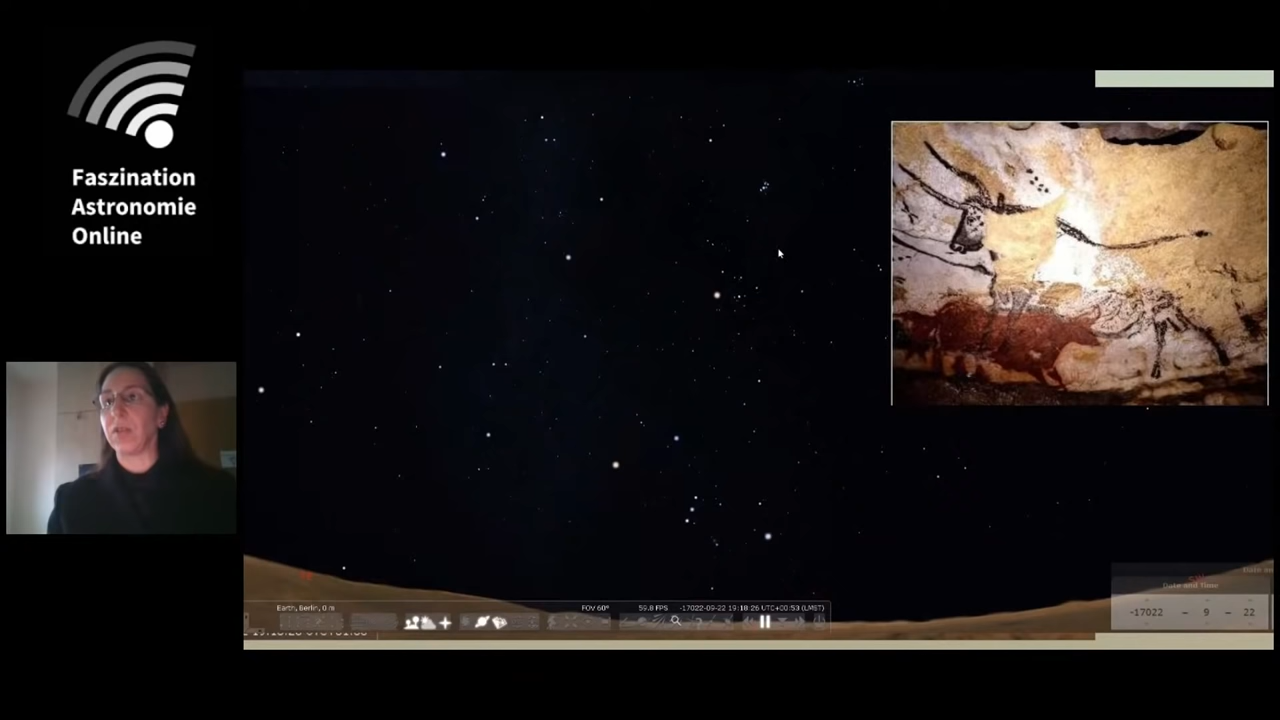 Faszination
Astronomie
Online
Earth, Berlin, 0 m
FOV 60°
59.8 FPS
-17022-09-22 19:18:26 UTC+00:53 (LMST)
Date and Time
-17022 - 9 - 22